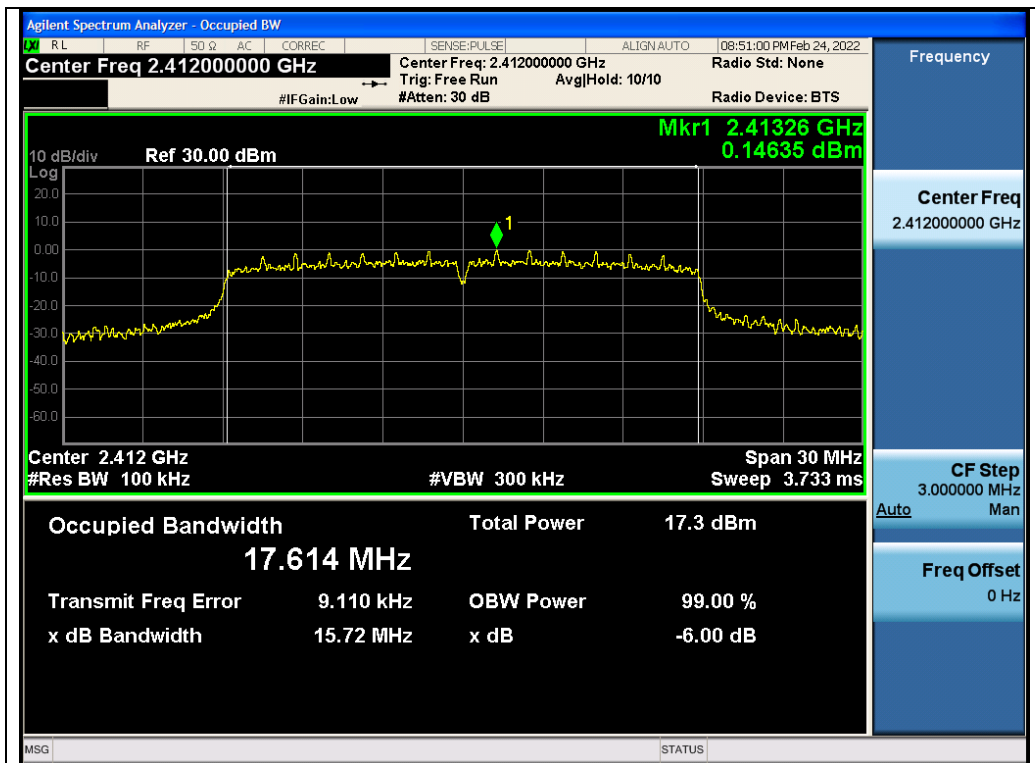 Agilent Spectrum Analyzer - Occupied BW
LXI RL RF 50 Ω AC CORREC SENSE:PULSE ALIGN AUTO 08:51:00 PM Feb 24, 2022
Center Freq 2.412000000 GHz
Center Freq: 2.412000000 GHz
Radio Std: None
Trig: Free Run Avg|Hold: 10/10
#IFGain:Low
#Atten: 30 dB
Radio Device: BTS
Mkr1 2.41326 GHz
0.14635 dBm
10 dB/div Ref 30.00 dBm
Log
20.0
10.0
0.00
-10.0
-20.0
-30.0
-40.0
-50.0
-60.0
1
Center 2.412 GHz
Span 30 MHz
#Res BW 100 kHz
#VBW 300 kHz
Sweep 3.733 ms
Occupied Bandwidth
17.614 MHz
Total Power 17.3 dBm
Transmit Freq Error 9.110 kHz
OBW Power 99.00 %
x dB Bandwidth 15.72 MHz
x dB -6.00 dB
Frequency
Center Freq
2.412000000 GHz
CF Step
3.000000 MHz
Auto Man
Freq Offset
0 Hz
MSG
STATUS